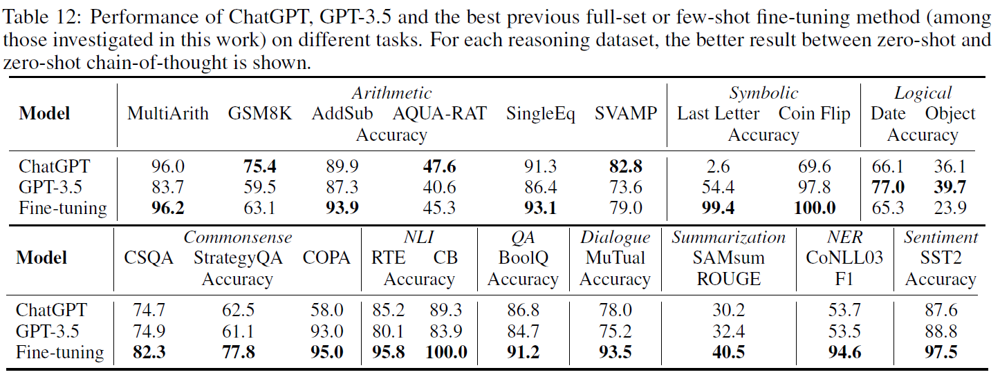 Table 12: Performance of ChatGPT, GPT-3.5 and the best previous full-set or few-shot fine-tuning method (among
those investigated in this work) on different tasks. For each reasoning dataset, the better result between zero-shot and
zero-shot chain-of-thought is shown.
Arithmetic Symbolic Logical
Model MultiArith GSM8K AddSub AQUA-RAT SingleEq SVAMP Last Letter Coin Flip Date Object
Accuracy Accuracy Accuracy
ChatGPT 96.0 75.4 89.9 47.6 91.3 82.8 2.6 69.6 66.1 36.1
GPT-3.5 83.7 59.5 87.3 40.6 86.4 73.6 54.4 97.8 77.0 39.7
Fine-tuning 96.2 63.1 93.9 45.3 93.1 79.0 99.4 100.0 65.3 23.9
Commonsense NLI QA Dialogue Summarization NER Sentiment
Model CSQA StrategyQA COPA RTE CB BoolQ MuTual SAMsum CoNLL03 SST2
Accuracy Accuracy Accuracy Accuracy ROUGE F1 Accuracy
ChatGPT 74.7 62.5 58.0 85.2 89.3 86.8 78.0 30.2 53.7 87.6
GPT-3.5 74.9 61.1 93.0 80.1 83.9 84.7 75.2 32.4 53.5 88.8
Fine-tuning 82.3 77.8 95.0 95.8 100.0 91.2 93.5 40.5 94.6 97.5